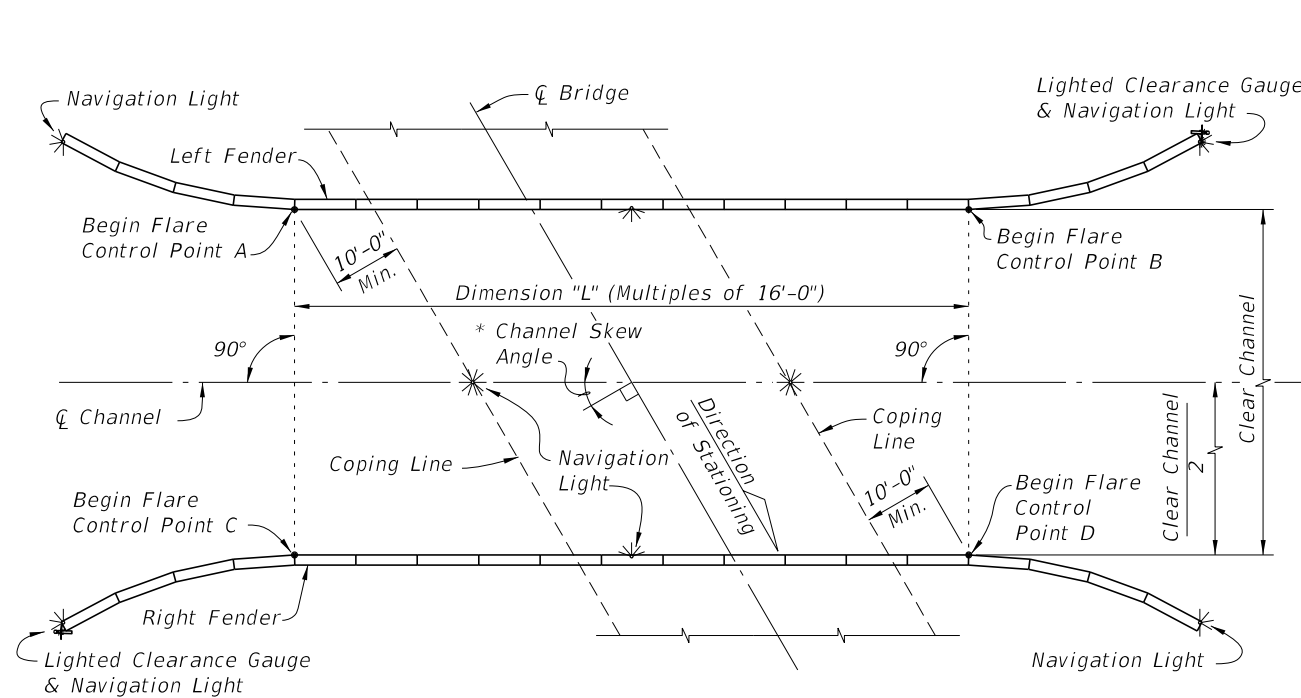 Navigation Light
℄ Bridge
Lighted Clearance Gauge
& Navigation Light
Left Fender
Begin Flare
Control Point A
10'-0"
Min.
Begin Flare
Control Point B
Dimension "L" (Multiples of 16'-0")
* Channel Skew
Angle
90°
90°
Clear Channel
℄ Channel
Coping Line
Navigation
Light
Direction
of Stationing
Coping
Line
Clear Channel
2
10'-0"
Min.
Begin Flare
Control Point C
Begin Flare
Control
Point D
Right Fender
Lighted Clearance Gauge
& Navigation Light
Navigation Light